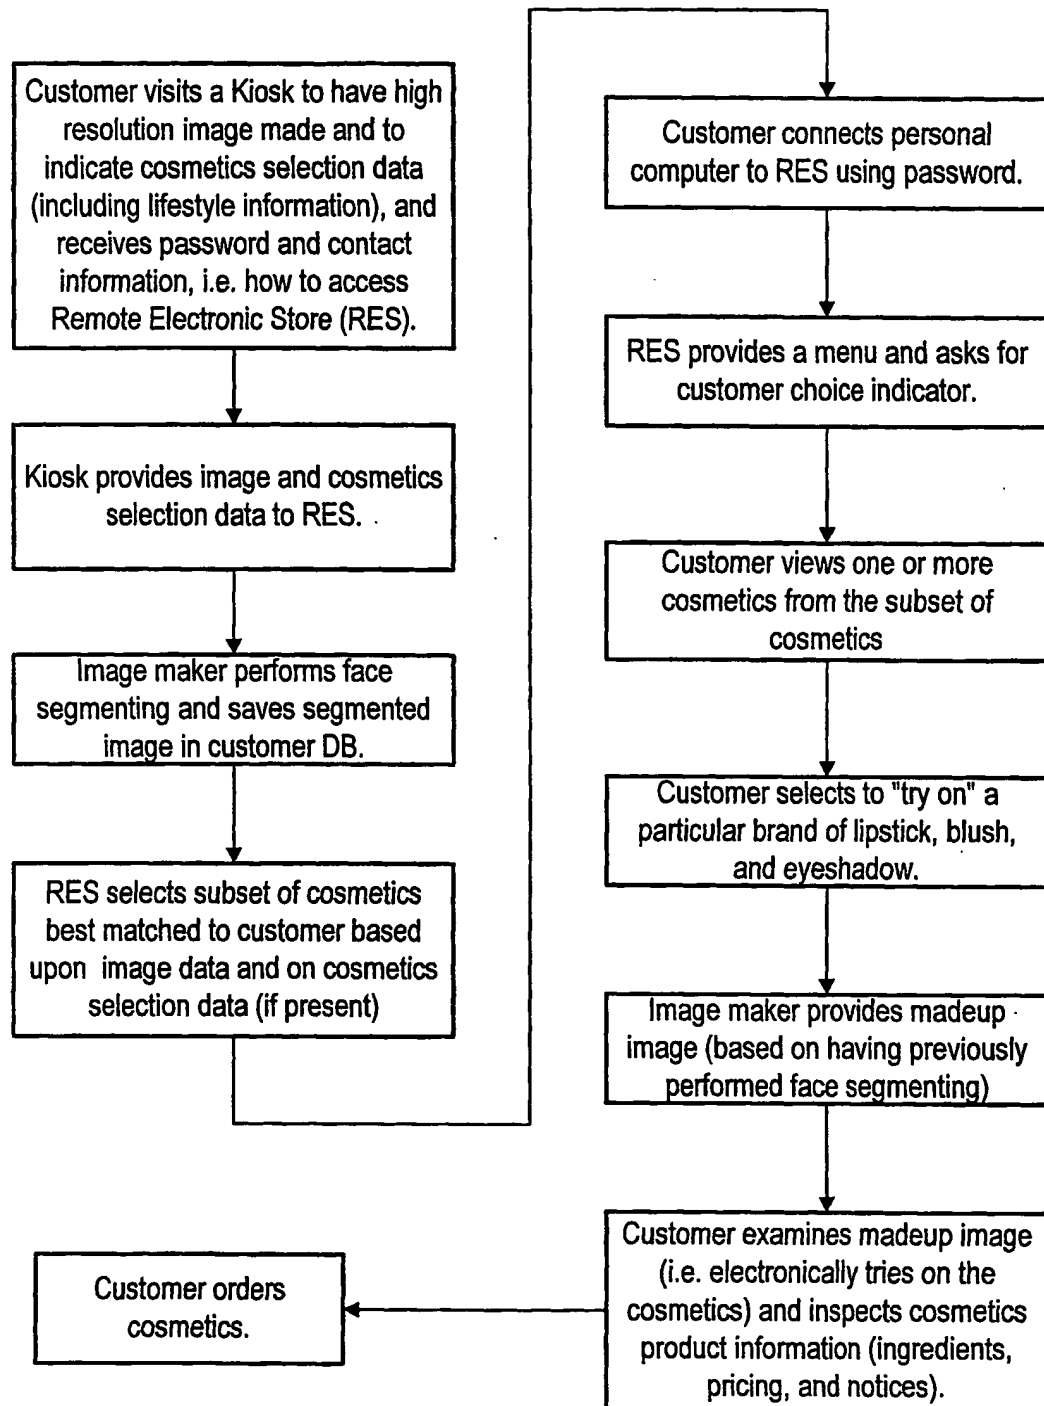 Customer visits a Kiosk to have high
resolution image made and to
indicate cosmetics selection data
(including lifestyle information), and
receives password and contact
information, i.e. how to access
Remote Electronic Store (RES).
Kiosk provides image and cosmetics
selection data to RES.
Image maker performs face
segmenting and saves segmented
image in customer DB.
RES selects subset of cosmetics
best matched to customer based
upon image data and on cosmetics
selection data (if present)
Customer connects personal
computer to RES using password.
RES provides a menu and asks for
customer choice indicator.
Customer views one or more
cosmetics from the subset of
cosmetics
Customer selects to "try on" a
particular brand of lipstick, blush,
and eyeshadow.
Image maker provides madeup
image (based on having previously
performed face segmenting)
Customer examines madeup image
(i.e. electronically tries on the
cosmetics) and inspects cosmetics
product information (ingredients,
pricing, and notices).
Customer orders
cosmetics.